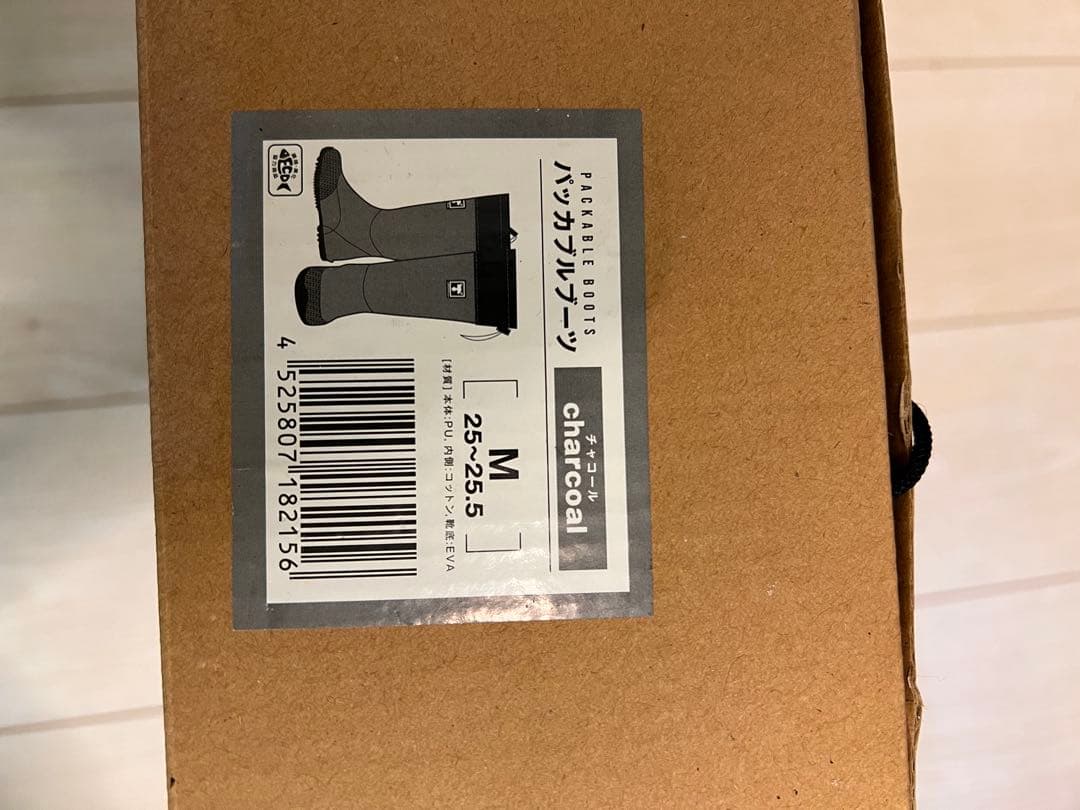 PACKABLE BOOTS
パッカブルブーツ
チャコール
charcoal
M
25~25.5
[材質] 本体:PU, 内側:コットン, 靴底:EVA
4 525807 182156
ECO